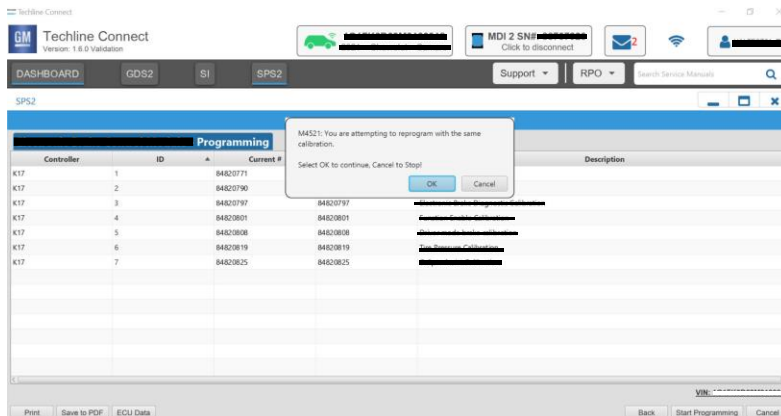 Techline Connect
GM Techline Connect
Version: 1.6.0 Validation
MDI 2 SN#
Click to disconnect
2
DASHBOARD GDS2 SI SPS2 Support RPO Search Service Manuals
SPS2
M4521: You are attempting to reprogram with the same
calibration.
Select OK to continue, Cancel to Stop!
OK Cancel
Programming
Controller ID Current # Description
K17 1 84820771
K17 2 84820790
K17 3 84820797 84820797
K17 4 84820801 84820801
K17 5 84820808 84820808
K17 6 84820819 84820819 Tire Pressure Calibration
K17 7 84820825 84820825
VIN:
Print Save to PDF ECU Data Back Start Programming Cancel